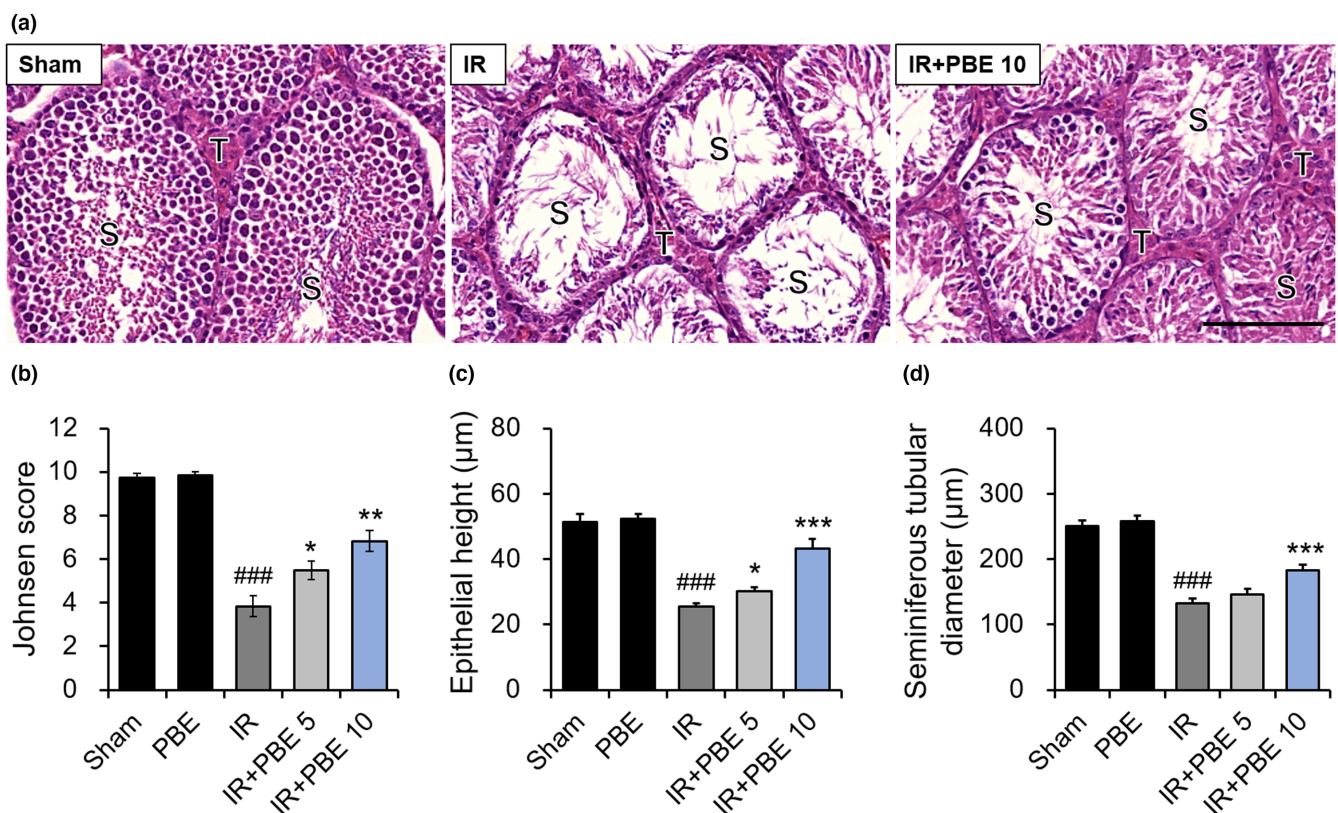 (a)
Sham
IR
IR+PBE 10
T
S
S
S
S
T
S
S
S
T
T
S
(b)
Johnsen score
12
10
8
6
4
2
0
###
*
**
Sham
PBE
IR
IR+PBE 5
IR+PBE 10
(c)
Epithelial height (µm)
80
60
40
20
0
###
*
***
Sham
PBE
IR
IR+PBE 5
IR+PBE 10
(d)
Seminiferous tubular
diameter (µm)
400
300
200
100
0
###
***
Sham
PBE
IR
IR+PBE 5
IR+PBE 10